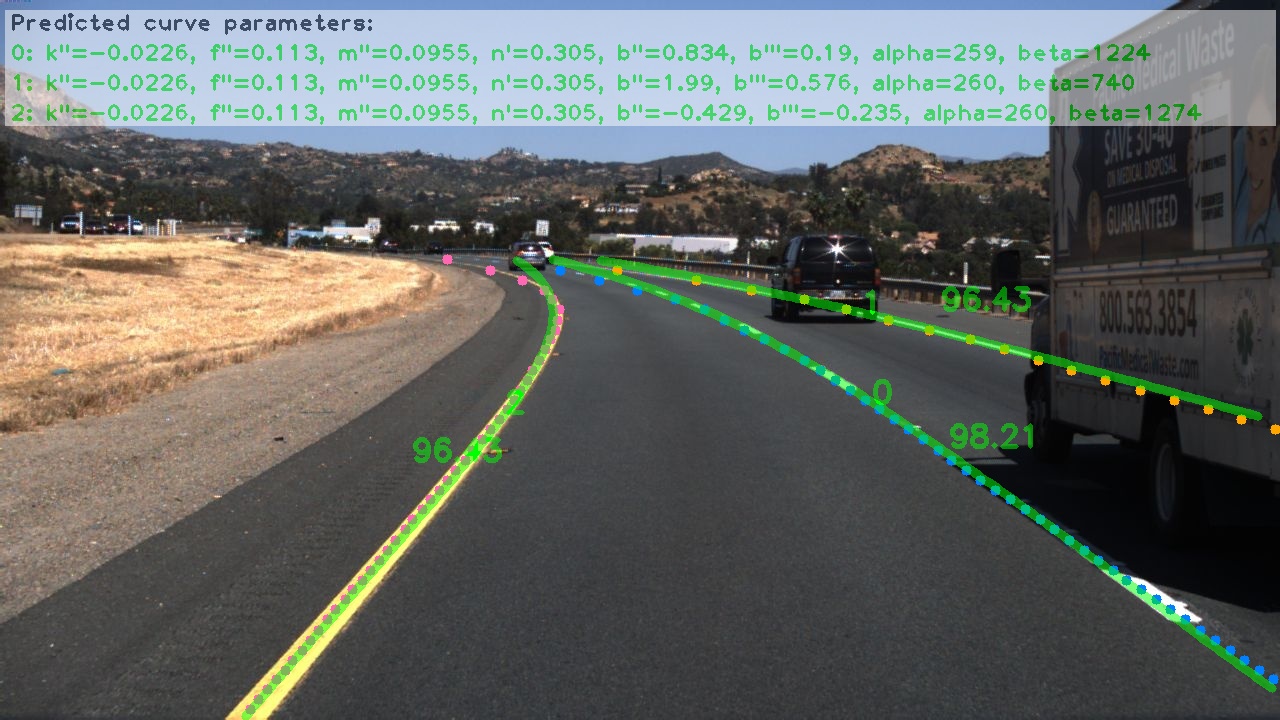 Predicted curve parameters:
0: k''=-0.0226, f''=0.113, m''=0.0955, n'=0.305, b''=0.834, b'''=0.19, alpha=259, beta=1224
1: k''=-0.0226, f''=0.113, m''=0.0955, n'=0.305, b''=1.99, b'''=0.576, alpha=260, beta=740
2: k''=-0.0226, f''=0.113, m''=0.0955, n'=0.305, b''=-0.429, b'''=-0.235, alpha=260, beta=1274
Medical Waste
SAVE 30-40
ON MEDICAL DISPOSAL
GUARANTEED
1
96.43
800.563.3854
PacificMedicalWaste.com
0
2
98.21